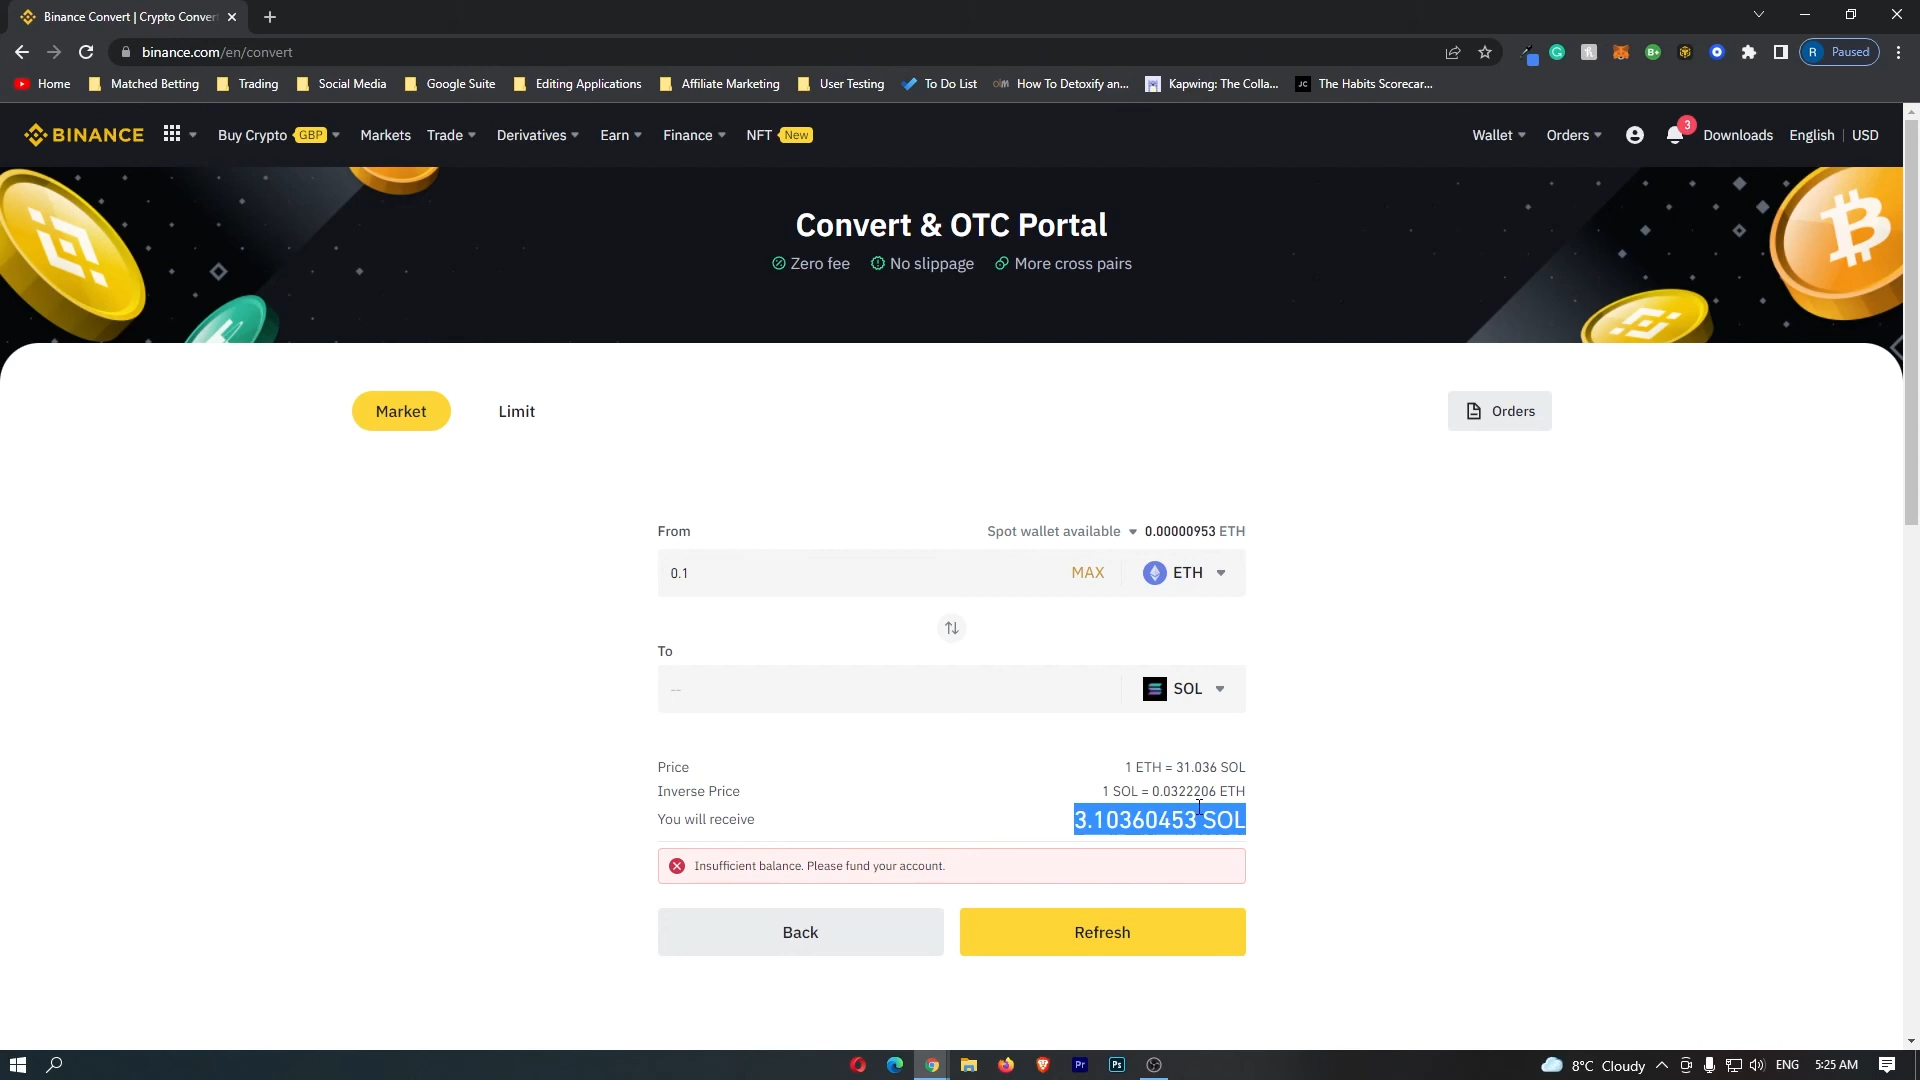 Binance Convert | Crypto Conver
binance.com/en/convert
R Paused
Home Matched Betting Trading Social Media Google Suite Editing Applications Affiliate Marketing User Testing To Do List How To Detoxify an... Kapwing: The Colla... JC The Habits Scorecar...
BINANCE Buy Crypto GBP Markets Trade Derivatives Earn Finance NFT New Wallet Orders 3 Downloads English USD
Convert & OTC Portal
Zero fee No slippage More cross pairs
Market Limit Orders
From Spot wallet available 0.00000953 ETH
0.1 MAX ETH
To
-- SOL
Price 1 ETH = 31.036 SOL
Inverse Price 1 SOL = 0.0322206 ETH
You will receive 3.10360453 SOL
Insufficient balance. Please fund your account.
Back Refresh
Pr Ps 8°C Cloudy ENG 5:25 AM